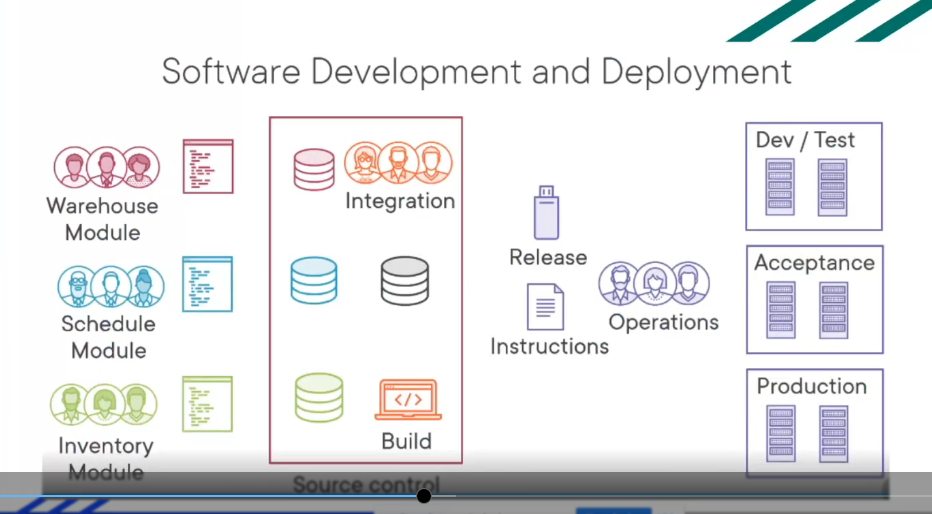 Software Development and Deployment
Warehouse
Module
Schedule
Module
Inventory
Module
Integration
</>
Build
Source control
Release
Instructions
Operations
Dev / Test
Acceptance
Production